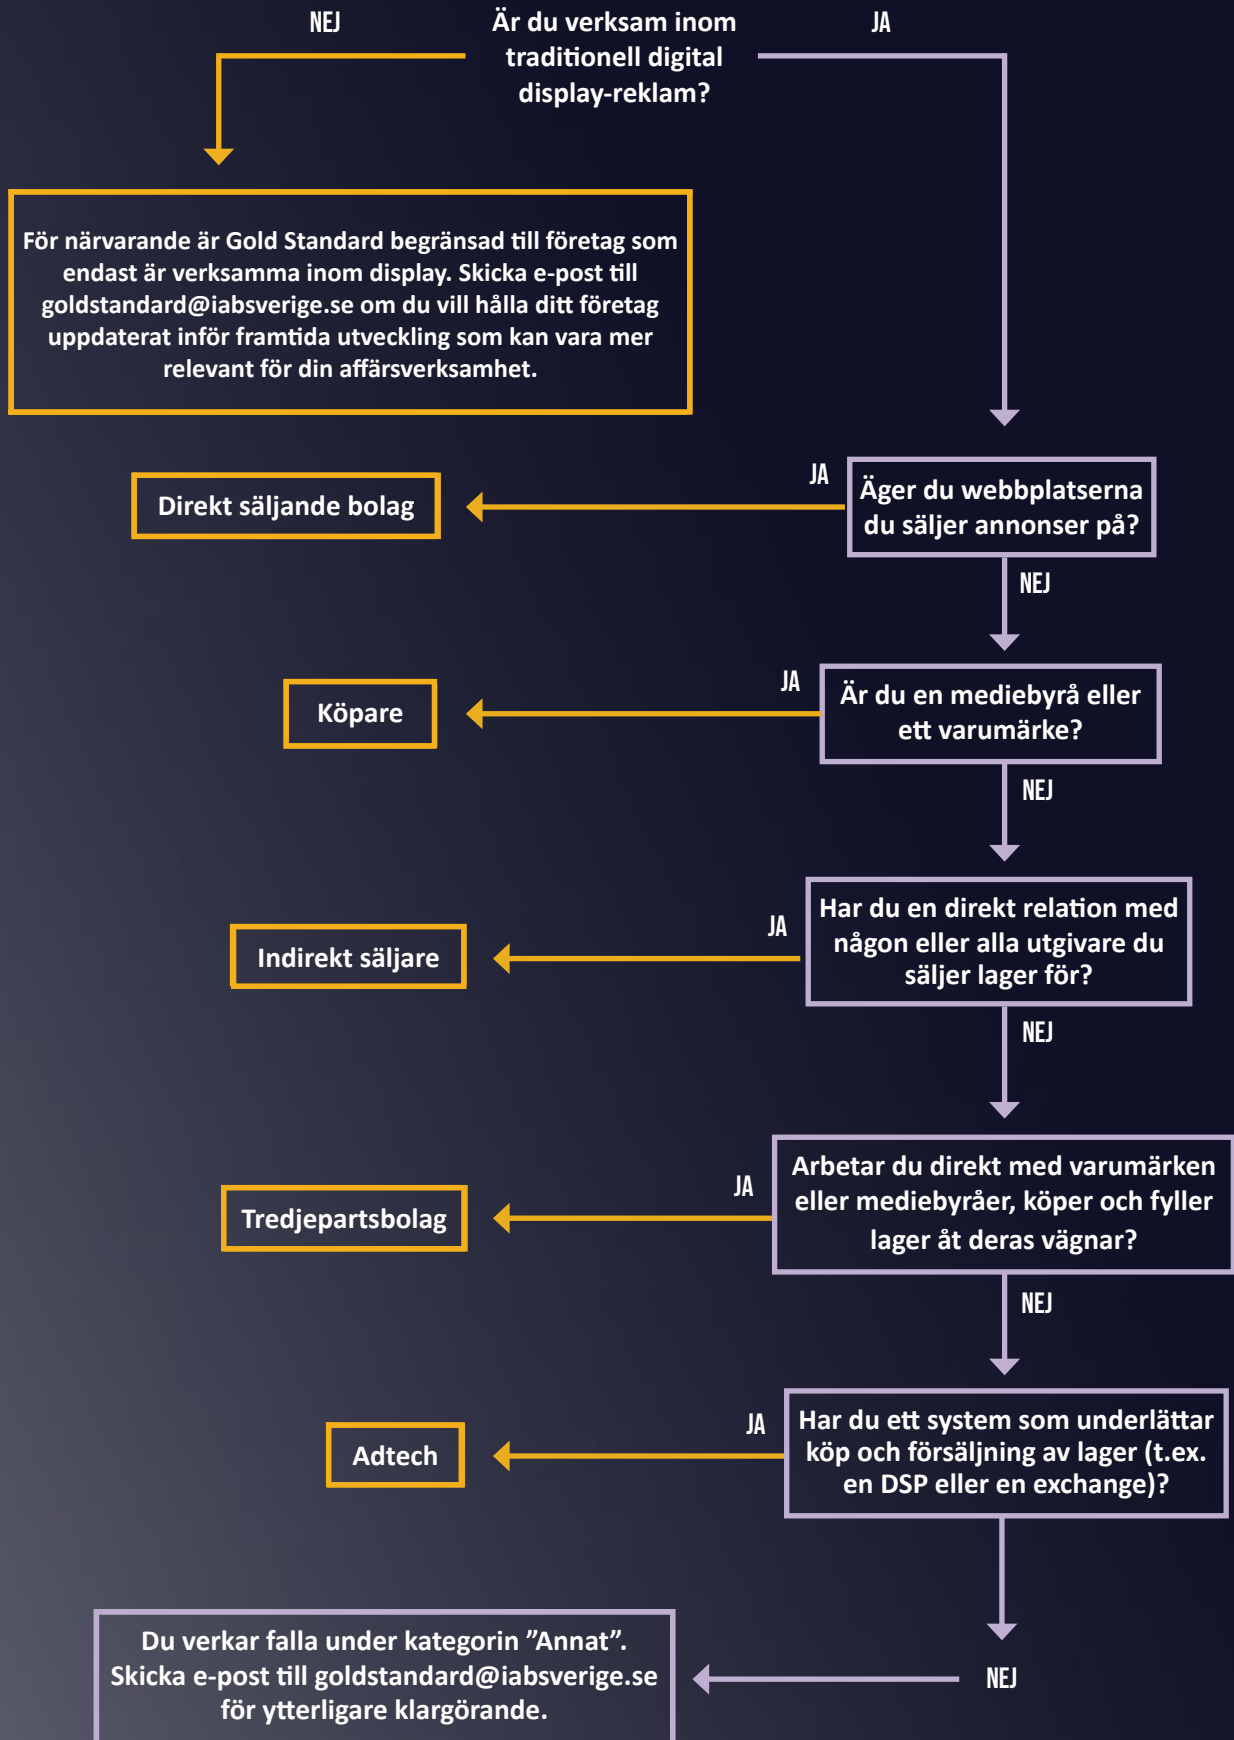 NEJ
Är du verksam inom
traditionell digital
display-reklam?
JA
För närvarande är Gold Standard begränsad till företag som
endast är verksamma inom display. Skicka e-post till
goldstandard@iabsverige.se om du vill hålla ditt företag
uppdaterat inför framtida utveckling som kan vara mer
relevant för din affärsverksamhet.
Direkt säljande bolag
JA
Äger du webbplatserna
du säljer annonser på?
NEJ
Köpare
JA
Är du en mediebyrå eller
ett varumärke?
NEJ
Indirekt säljare
JA
Har du en direkt relation med
någon eller alla utgivare du
säljer lager för?
NEJ
Tredjepartsbolag
JA
Arbetar du direkt med varumärken
eller mediebyråer, köper och fyller
lager åt deras vägnar?
NEJ
Adtech
JA
Har du ett system som underlättar
köp och försäljning av lager (t.ex.
en DSP eller en exchange)?
Du verkar falla under kategorin ”Annat”.
Skicka e-post till goldstandard@iabsverige.se
för ytterligare klargörande.
NEJ